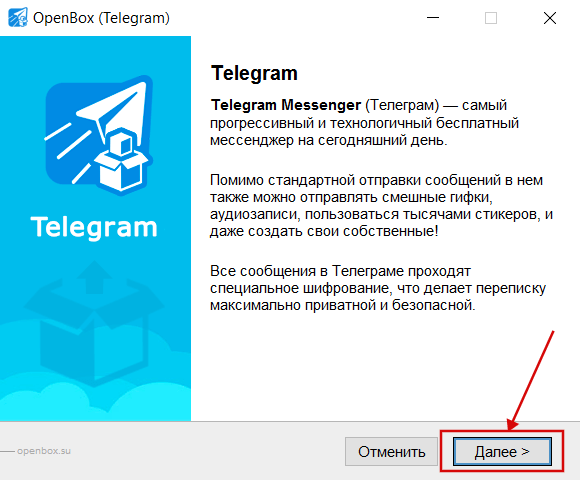 OpenBox (Telegram)
Telegram
Telegram
Telegram Messenger (Телеграм) — самый
прогрессивный и технологичный бесплатный
мессенджер на сегодняшний день.
Помимо стандартной отправки сообщений в нем
также можно отправлять смешные гифки,
аудиозаписи, пользоваться тысячами стикеров, и
даже создать свои собственные!
Все сообщения в Телеграме проходят
специальное шифрование, что делает переписку
максимально приватной и безопасной.
openbox.su
Отменить
Далее >